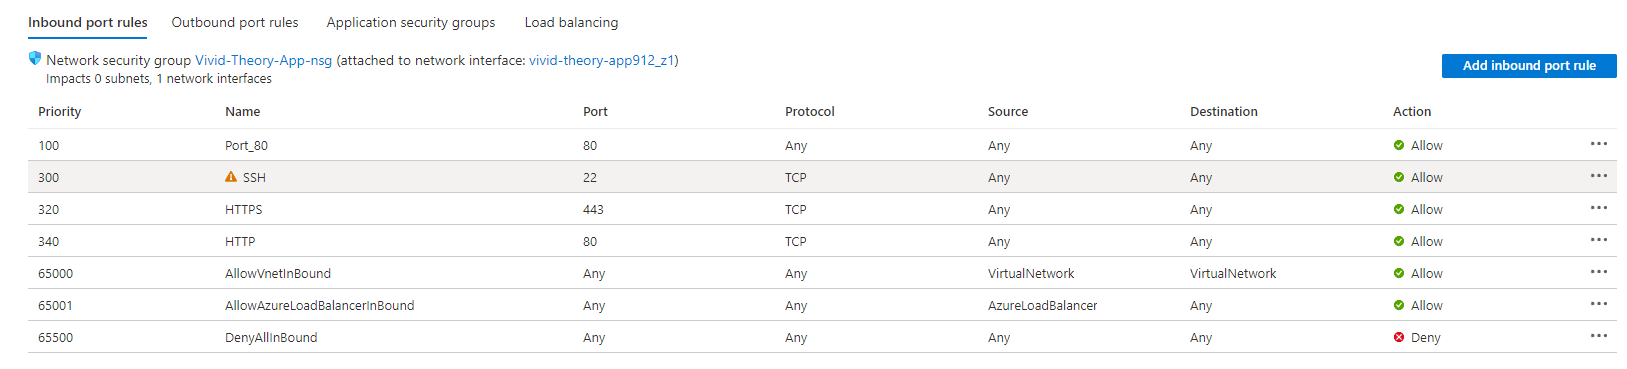 Inbound port rules Outbound port rules Application security groups Load balancing
Network security group Vivid-Theory-App-nsg (attached to network interface: vivid-theory-app912_z1)
Impacts 0 subnets, 1 network interfaces
Add inbound port rule
Priority Name Port Protocol Source Destination Action
100 Port_80 80 Any Any Any Allow
300 SSH 22 TCP Any Any Allow
320 HTTPS 443 TCP Any Any Allow
340 HTTP 80 TCP Any Any Allow
65000 AllowVnetInBound Any Any VirtualNetwork VirtualNetwork Allow
65001 AllowAzureLoadBalancerInBound Any Any AzureLoadBalancer Any Allow
65500 DenyAllInBound Any Any Any Any Deny